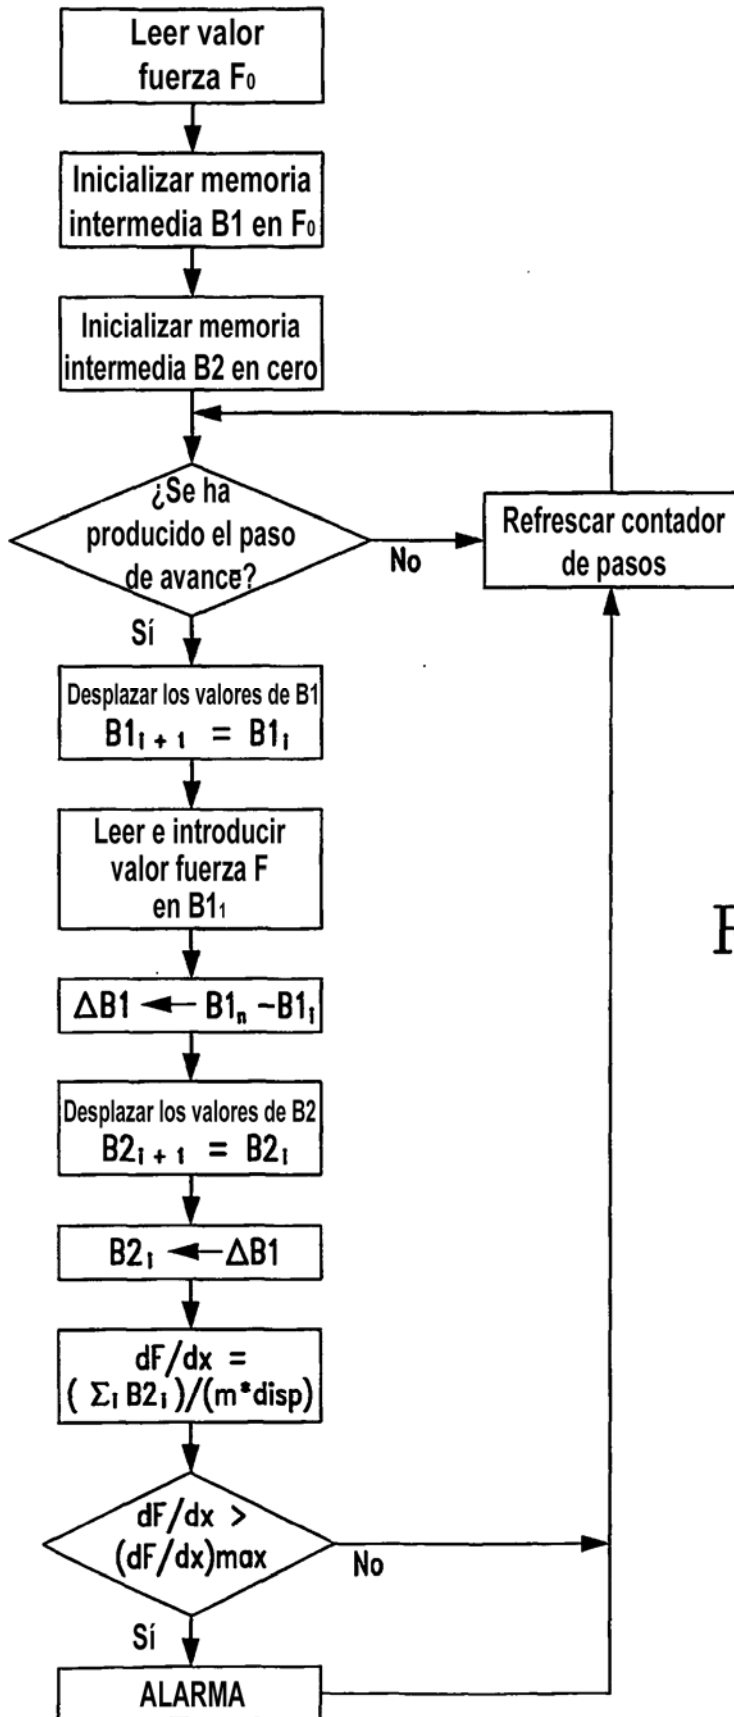 Leer valor
fuerza F₀
Inicializar memoria
intermedia B1 en F₀
Inicializar memoria
intermedia B2 en cero
¿Se ha
producido el paso
de avance?
No
Refrescar contador
de pasos
Sí
Desplazar los valores de B1
B1ᵢ₊₁ = B1ᵢ
Leer e introducir
valor fuerza F
en B1₁
ΔB1 ← B1ₙ −B1ᵢ
Desplazar los valores de B2
B2ᵢ₊₁ = B2ᵢ
B2ᵢ ← ΔB1
dF/dx =
( Σᵢ B2ᵢ )/(m*disp)
dF/dx >
(dF/dx)max
No
Sí
ALARMA